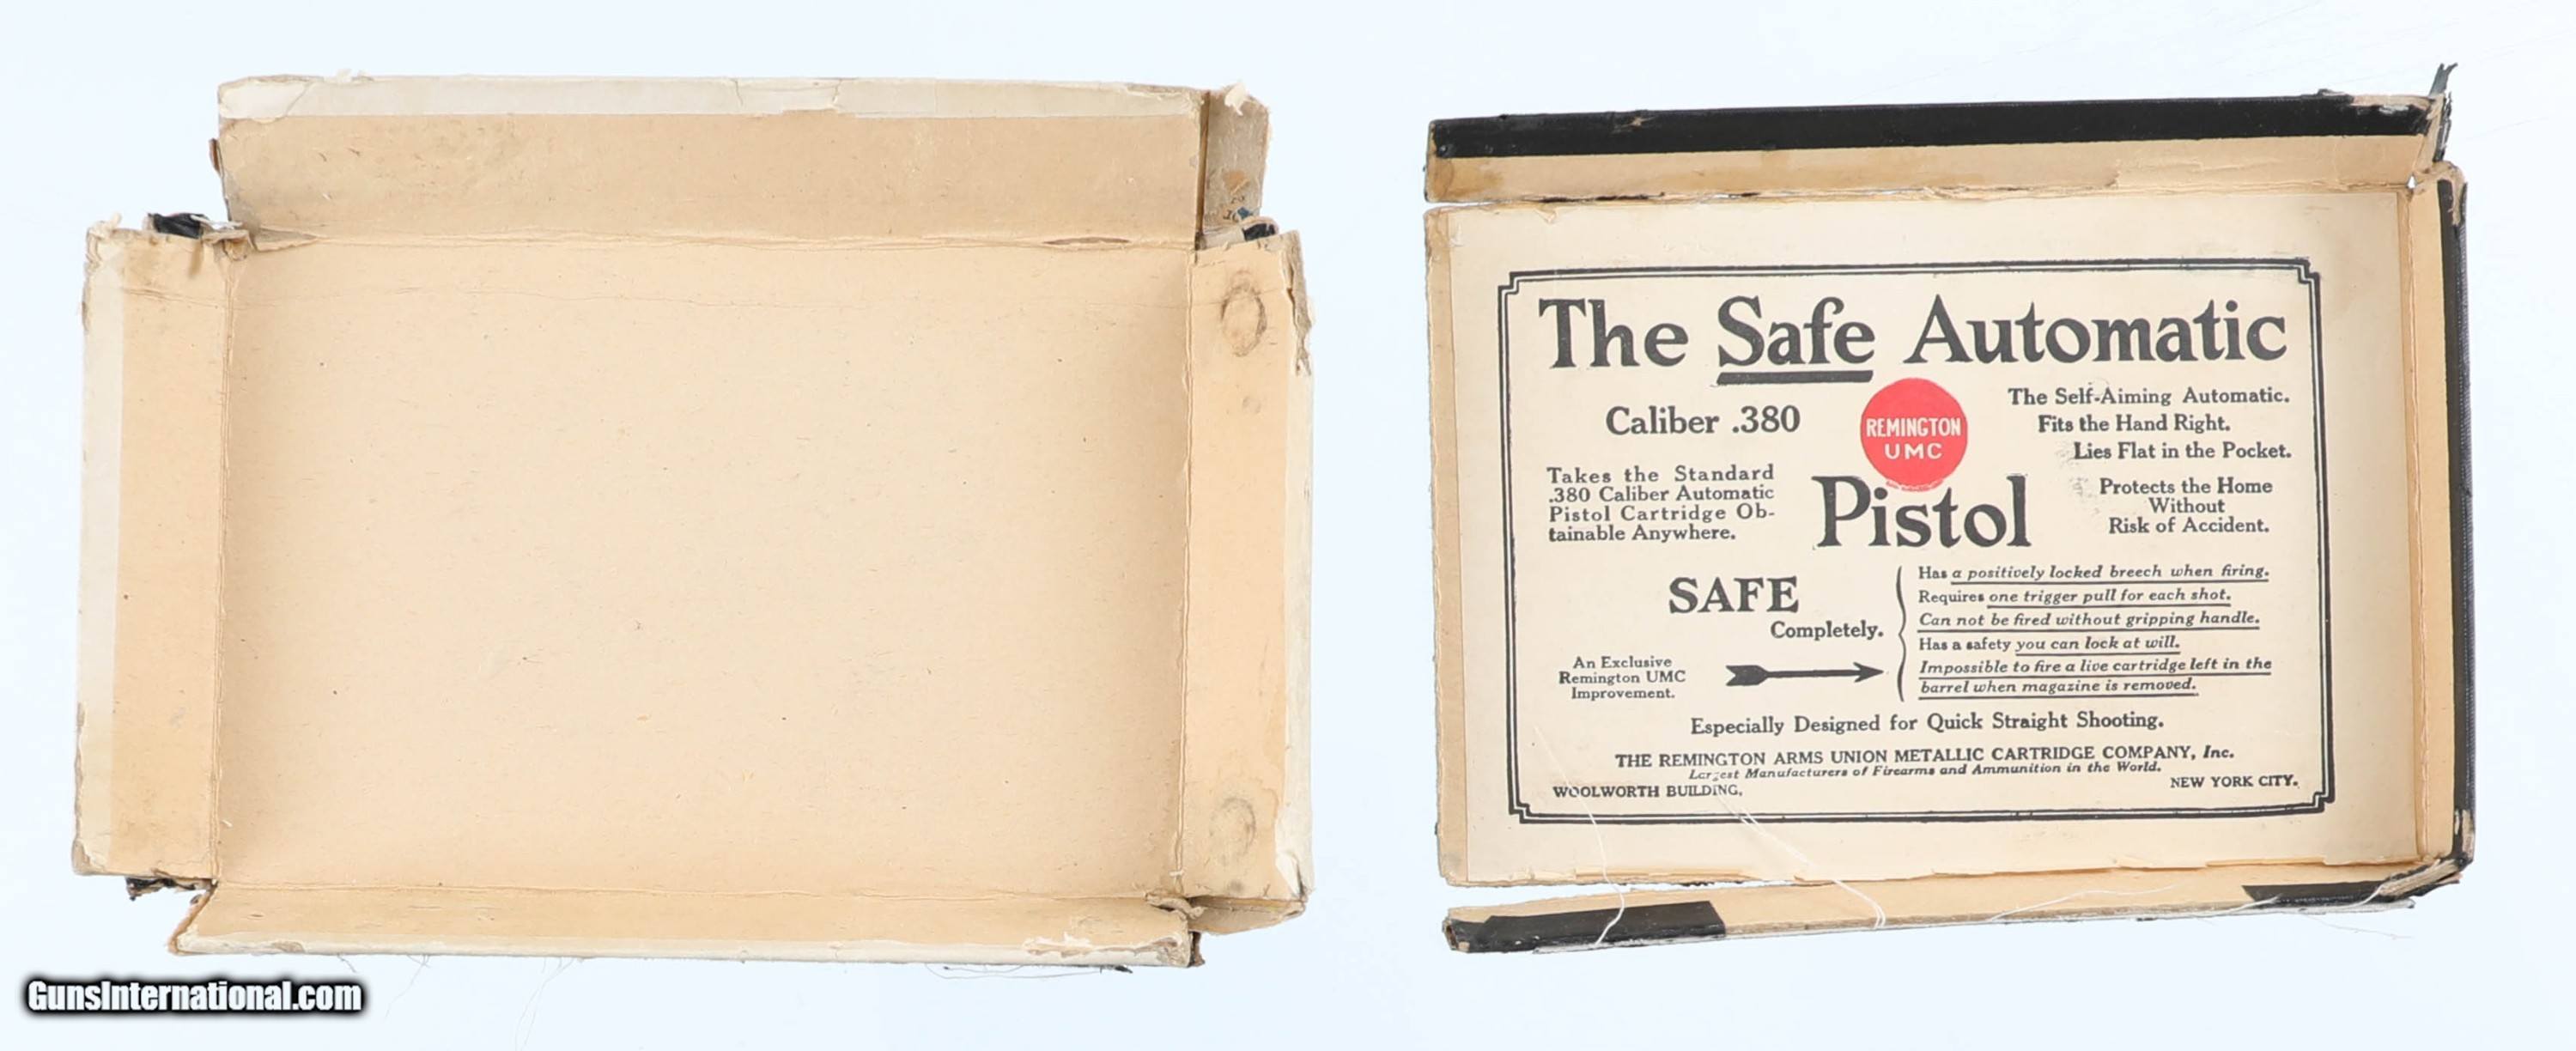 The Safe Automatic
Caliber .380
REMINGTON
UMC
The Self-Aiming Automatic.
Fits the Hand Right.
Lies Flat in the Pocket.
Takes the Standard
.380 Caliber Automatic
Pistol Cartridge Ob-
tainable Anywhere.
Pistol
Protects the Home
Without
Risk of Accident.
SAFE
Completely.
An Exclusive
Remington UMC
Improvement.
Has a positively locked breech when firing.
Requires one trigger pull for each shot.
Can not be fired without gripping handle.
Has a safety you can lock at will.
Impossible to fire a live cartridge left in the
barrel when magazine is removed.
Especially Designed for Quick Straight Shooting.
THE REMINGTON ARMS UNION METALLIC CARTRIDGE COMPANY, Inc.
Largest Manufacturers of Firearms and Ammunition in the World.
WOOLWORTH BUILDING,
NEW YORK CITY.
GunsInternational.com